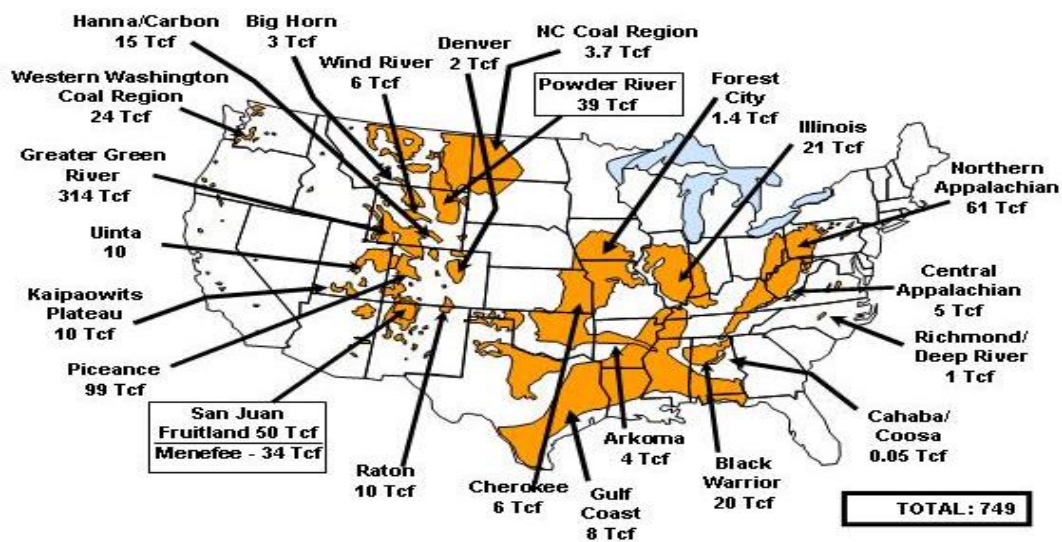 Hanna/Carbon
15 Tcf
Big Horn
3 Tcf
Wind River
6 Tcf
Denver
2 Tcf
NC Coal Region
3.7 Tcf
Powder River
39 Tcf
Forest
City
1.4 Tcf
Illinois
21 Tcf
Western Washington
Coal Region
24 Tcf
Greater Green
River
314 Tcf
Northern
Appalachian
61 Tcf
Uinta
10
Central
Appalachian
5 Tcf
Kaipaowits
Plateau
10 Tcf
Richmond/
Deep River
1 Tcf
Piceance
99 Tcf
San Juan
Fruitland 50 Tcf
Menefee - 34 Tcf
Raton
10 Tcf
Cherokee
6 Tcf
Gulf
Coast
8 Tcf
Arkoma
4 Tcf
Black
Warrior
20 Tcf
Cahaba/
Coosa
0.05 Tcf
TOTAL: 749